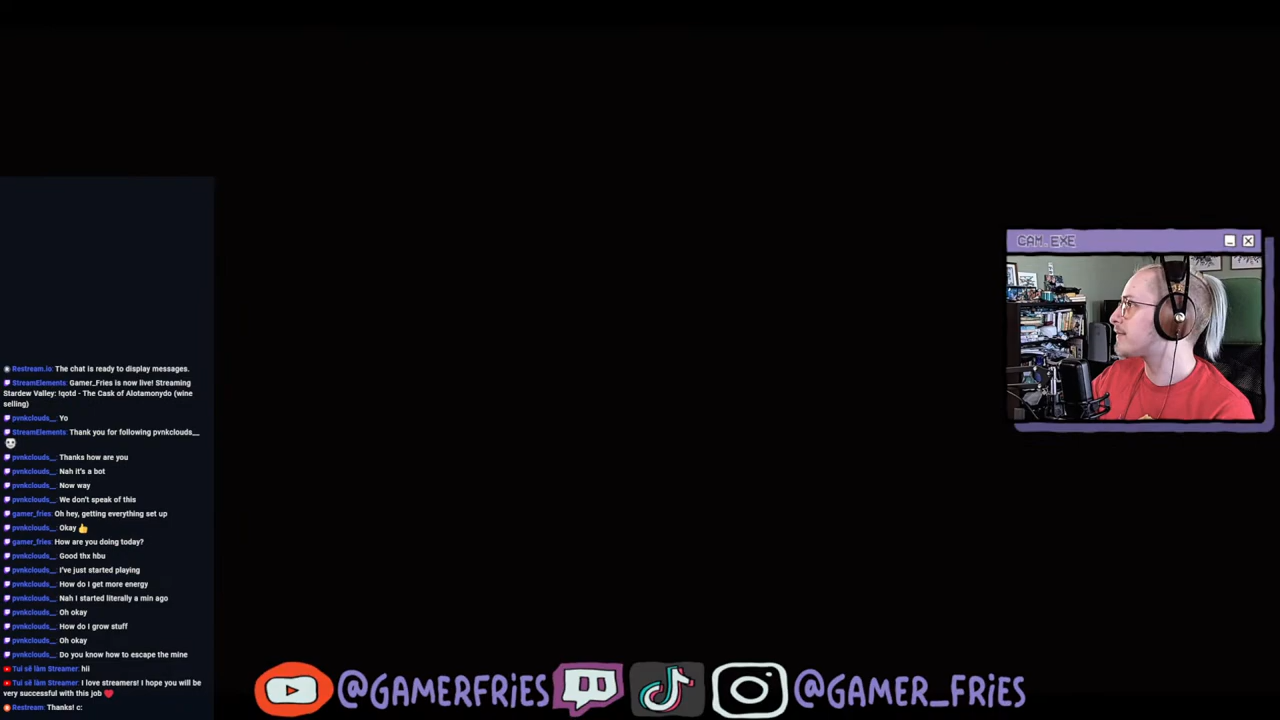 CAM.EXE
Restream.io: The chat is ready to display messages.
StreamElements: Gamer_Fries is now live! Streaming
Stardew Valley: !qotd - The Cask of Alotamonydo (wine
selling)
pvnkclouds__: Yo
StreamElements: Thank you for following pvnkclouds__
pvnkclouds__: Thanks how are you
pvnkclouds__: Nah it's a bot
pvnkclouds__: Now way
pvnkclouds__: We don't speak of this
gamer_fries: Oh hey, getting everything set up
pvnkclouds__: Okay 👍
gamer_fries: How are you doing today?
pvnkclouds__: Good thx hbu
pvnkclouds__: I've just started playing
pvnkclouds__: How do I get more energy
pvnkclouds__: Nah I started literally a min ago
pvnkclouds__: Oh okay
pvnkclouds__: How do I grow stuff
pvnkclouds__: Oh okay
pvnkclouds__: Do you know how to escape the mine
Tui sẽ làm Streamer: hii
Tui sẽ làm Streamer: I love streamers! I hope you will be
very successful with this job ❤
Restream: Thanks! c:
@GAMERFRiES @GAMER_FRiES